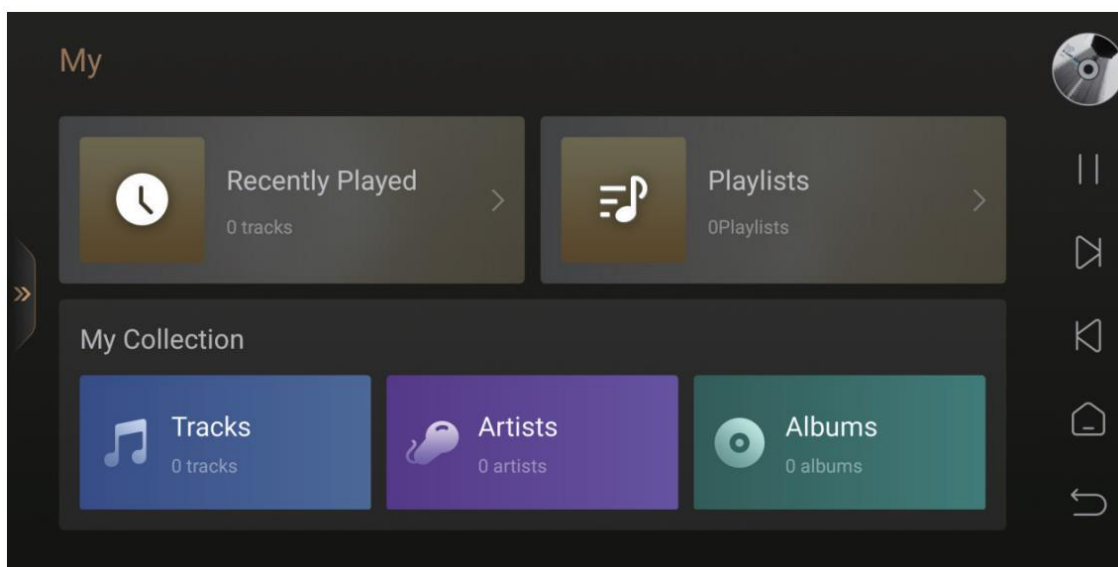 My
Recently Played
0 tracks
Playlists
0Playlists
My Collection
Tracks
0 tracks
Artists
0 artists
Albums
0 albums